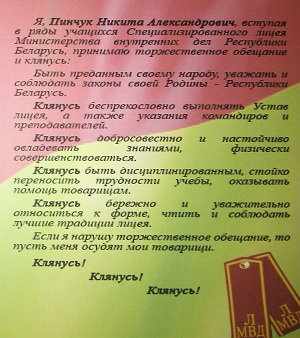 Я, Пинчук Никита Александрович, вступая
в ряды учащихся Специализированного лицея
Министерства внутренних дел Республики
Беларусь, принимаю торжественное обещание
и клянусь:
Быть преданным своему народу, уважать и
соблюдать законы своей Родины - Республики
Беларусь.
Клянусь беспрекословно выполнять Устав
лицея, а также указания командиров и
преподавателей.
Клянусь добросовестно и настойчиво
овладевать знаниями, физически
совершенствоваться.
Клянусь быть дисциплинированным, стойко
переносить трудности учебы, оказывать
помощь товарищам.
Клянусь бережно и уважительно
относиться к форме, чтить и соблюдать
лучшие традиции лицея.
Если я нарушу торжественное обещание, то
пусть меня осудят мои товарищи.
Клянусь!
Клянусь!
Клянусь!
Л
МВД
Л
МВД